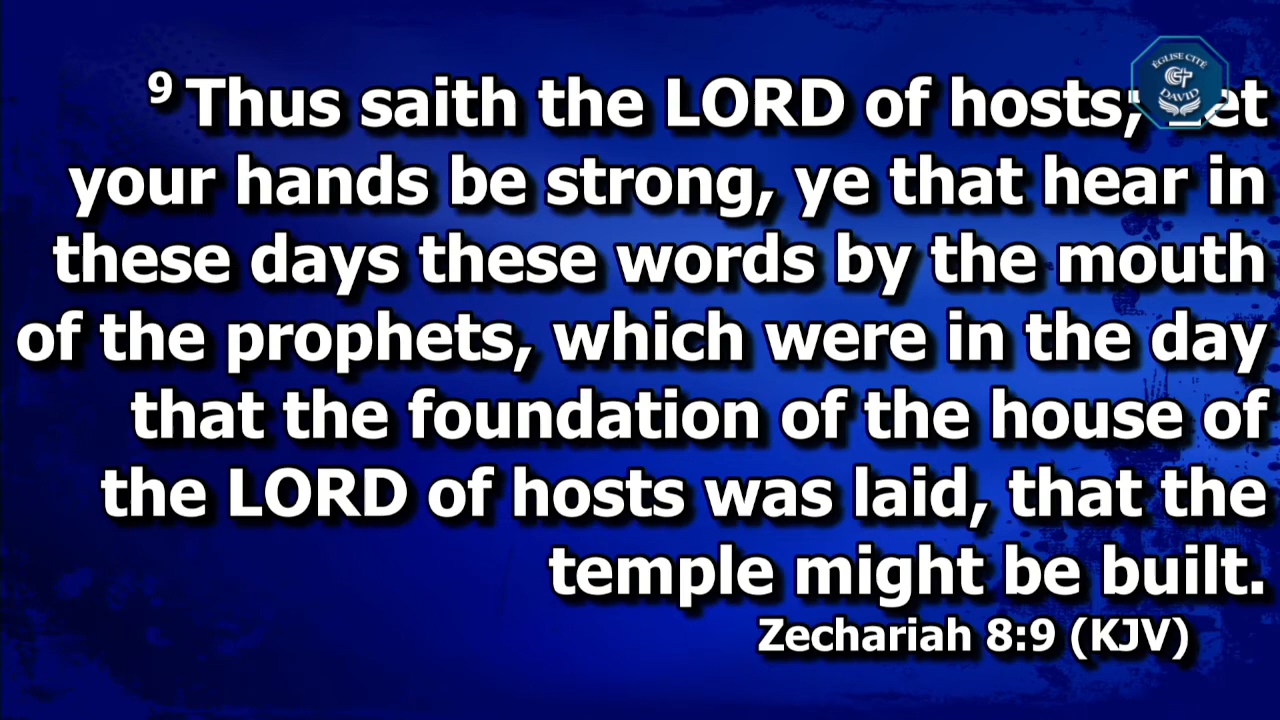 9 Thus saith the LORD of hosts; Let
your hands be strong, ye that hear in
these days these words by the mouth
of the prophets, which were in the day
that the foundation of the house of
the LORD of hosts was laid, that the
temple might be built.
Zechariah 8:9 (KJV)
ÉGLISE CITÉ
DAVID